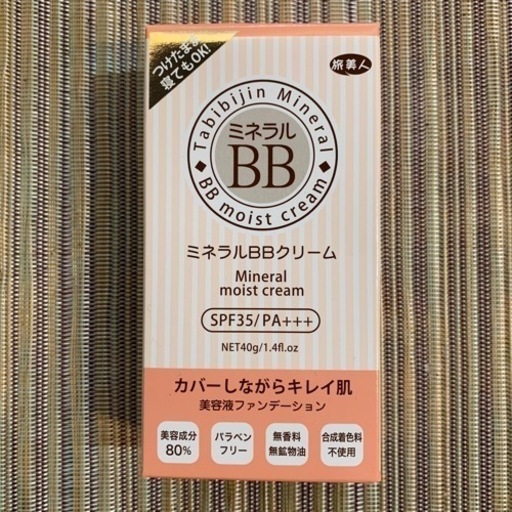 つけたまま
寝てもOK!
旅美人
Tabibijin Mineral
ミネラル
BB
BB moist cream
ミネラルBBクリーム
Mineral
moist cream
SPF35/PA+++
NET40g/1.4fl.oz
カバーしながらキレイ肌
美容液ファンデーション
美容成分
80%
パラベン
フリー
無香料
無鉱物油
合成着色料
不使用